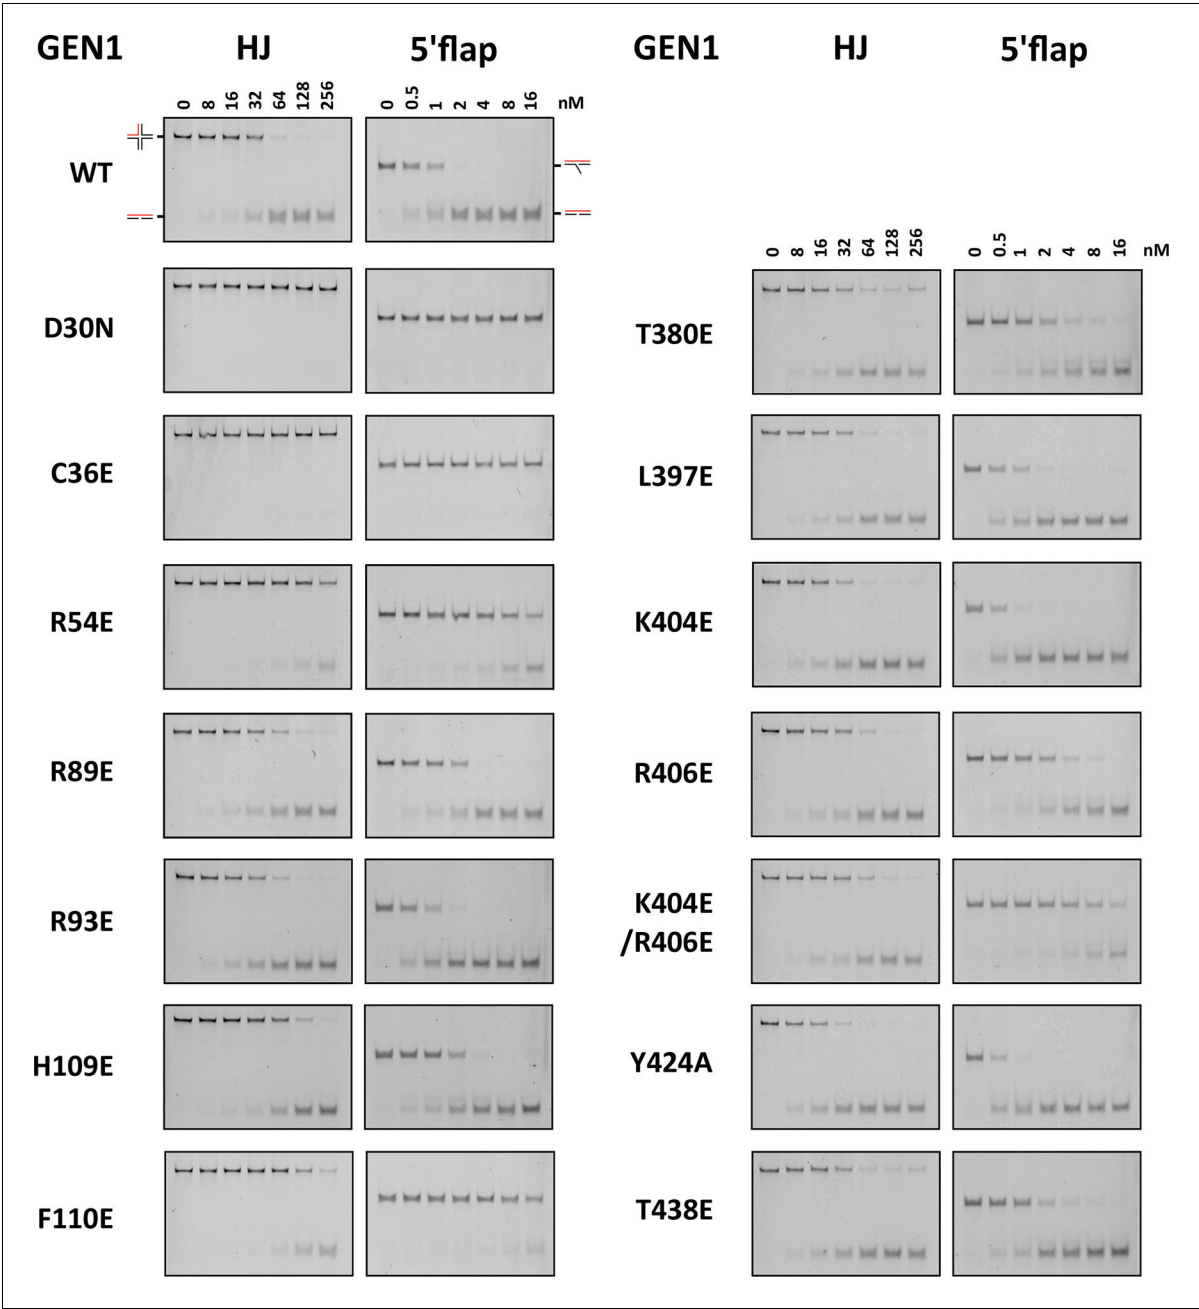 GEN1 HJ 5'flap
0 8 16 32 64 128 256 0 0.5 1 2 4 8 16 nM
WT
D30N
C36E
R54E
R89E
R93E
H109E
F110E
GEN1 HJ 5'flap
0 8 16 32 64 128 256 0 0.5 1 2 4 8 16 nM
T380E
L397E
K404E
R406E
K404E
/R406E
Y424A
T438E